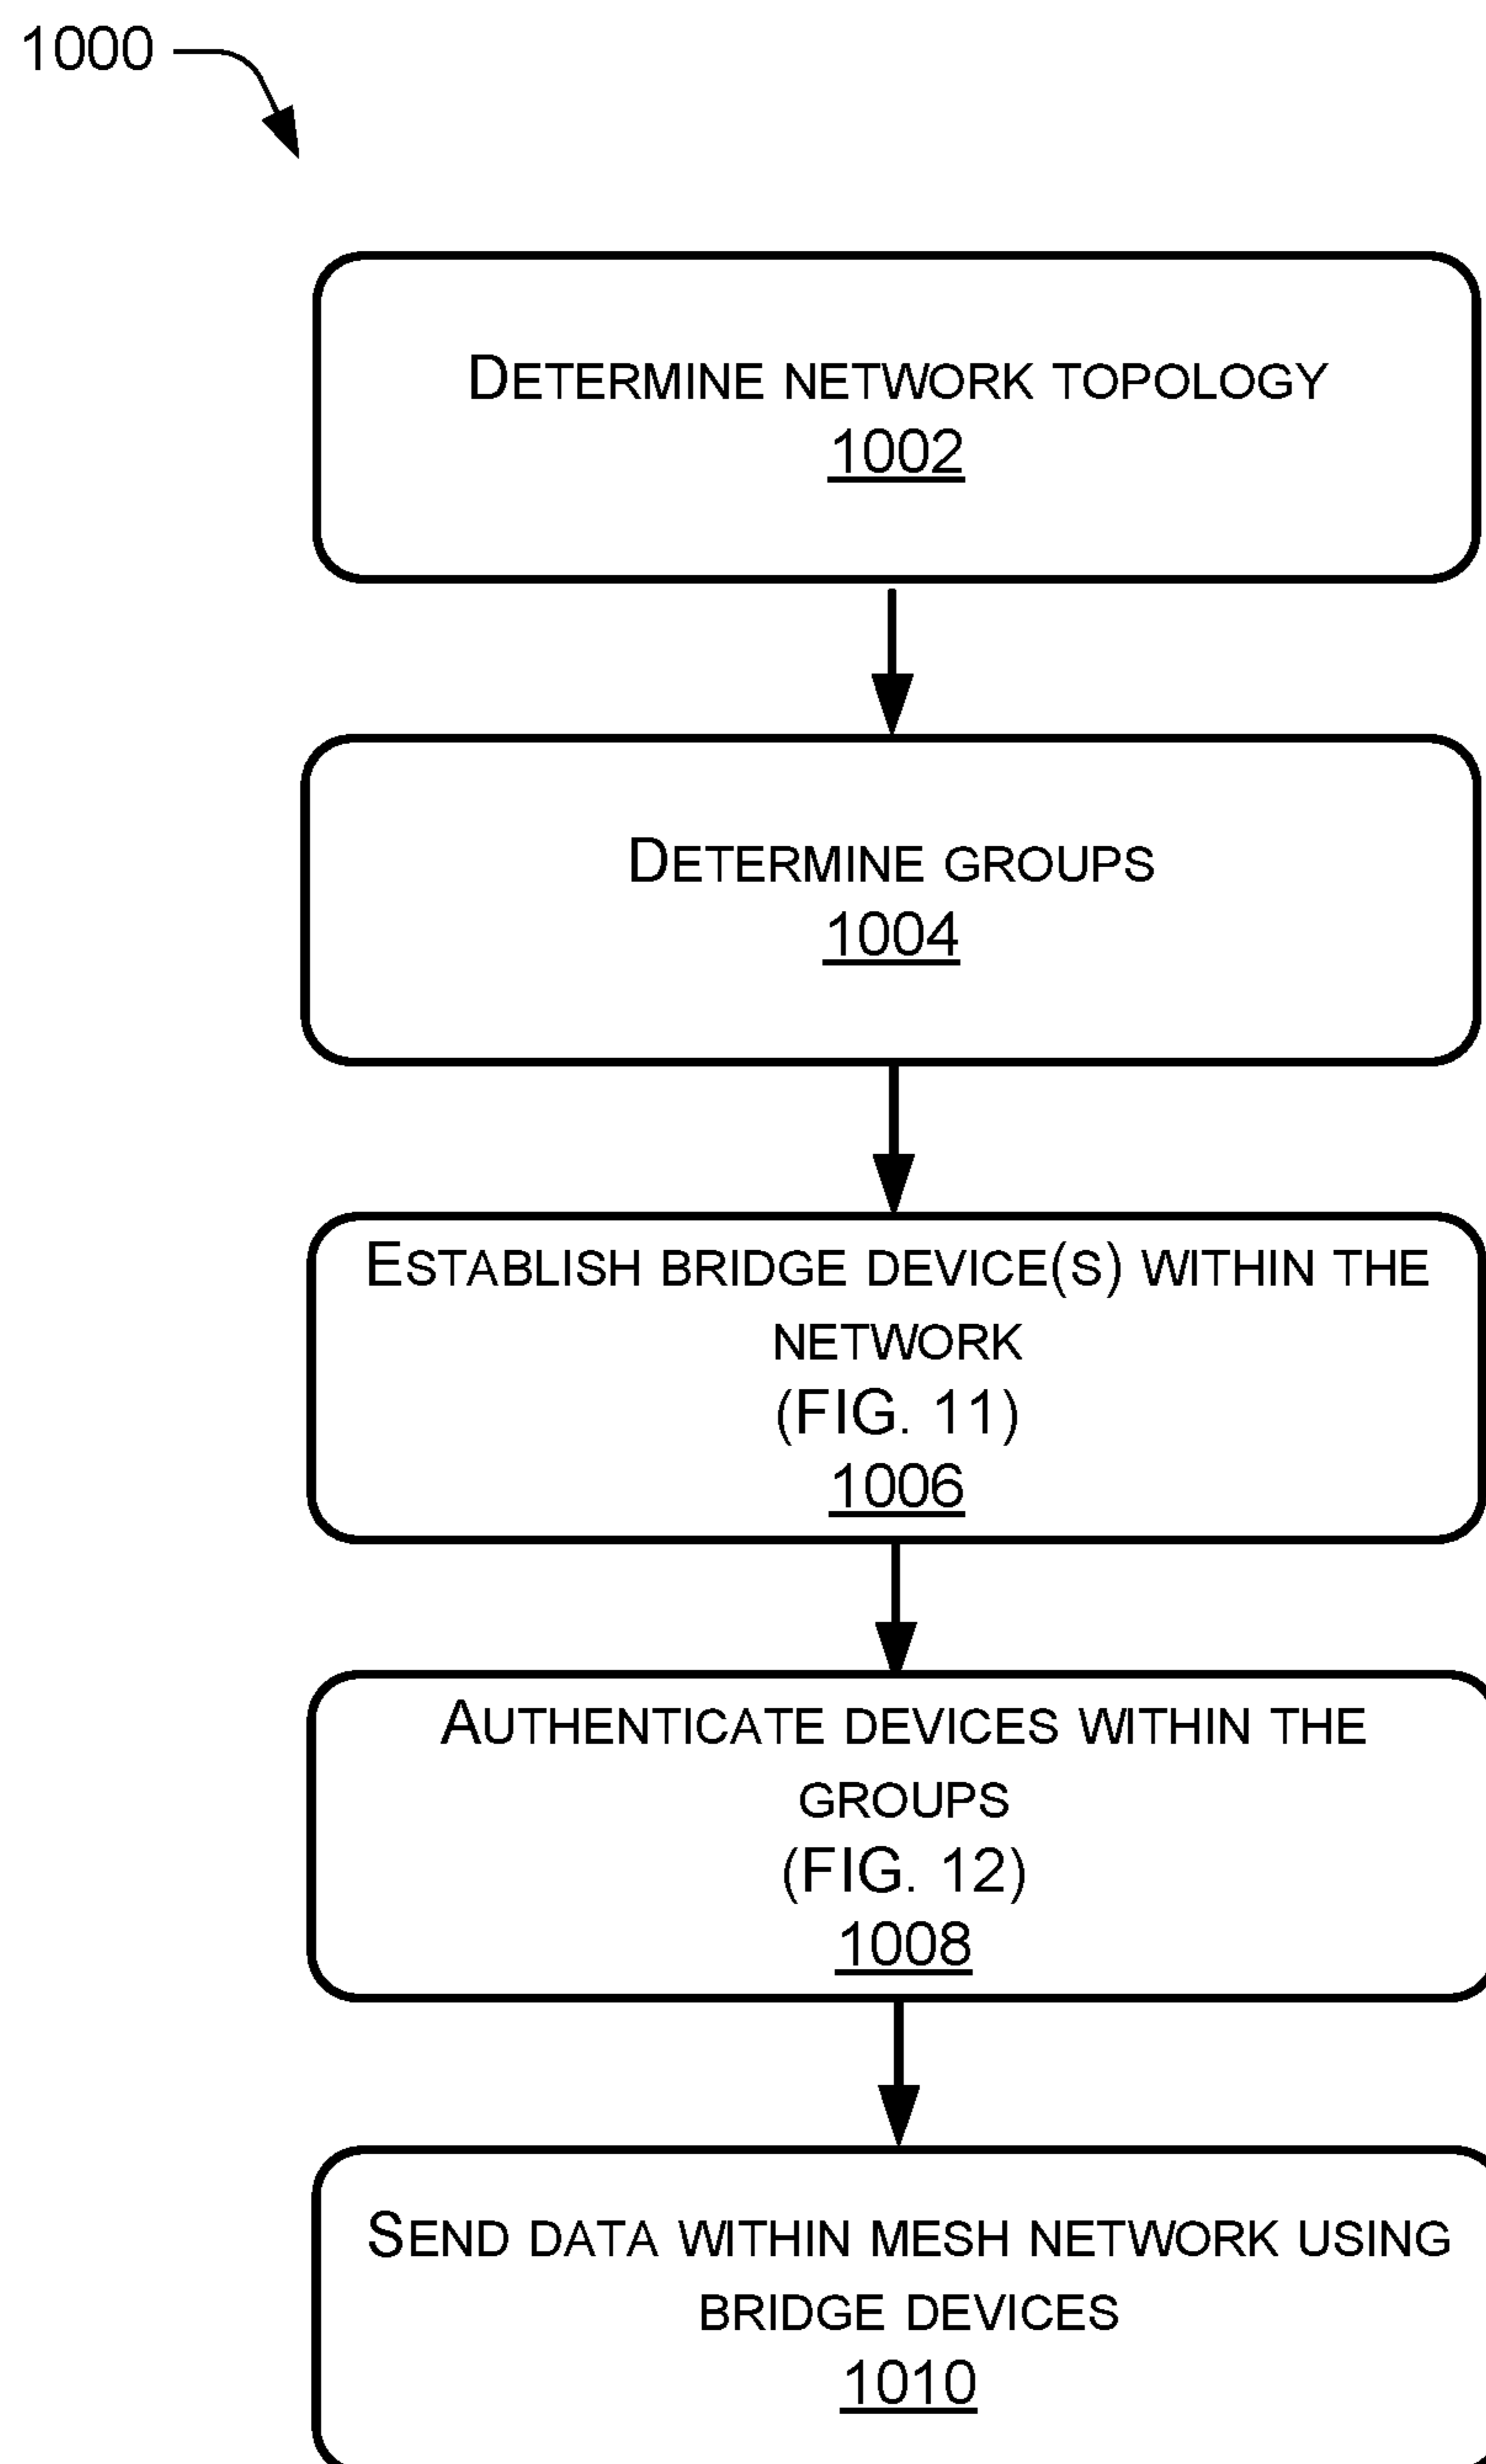 1000
DETERMINE NETWORK TOPOLOGY
1002
DETERMINE GROUPS
1004
ESTABLISH BRIDGE DEVICE(S) WITHIN THE
NETWORK
(FIG. 11)
1006
AUTHENTICATE DEVICES WITHIN THE
GROUPS
(FIG. 12)
1008
SEND DATA WITHIN MESH NETWORK USING
BRIDGE DEVICES
1010